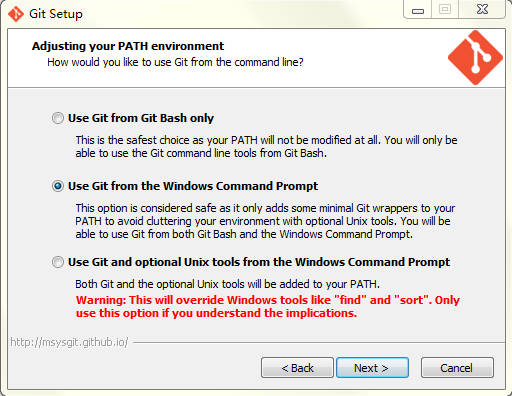 Git Setup
Adjusting your PATH environment
How would you like to use Git from the command line?
Use Git from Git Bash only
This is the safest choice as your PATH will not be modified at all. You will only be
able to use the Git command line tools from Git Bash.
Use Git from the Windows Command Prompt
This option is considered safe as it only adds some minimal Git wrappers to your
PATH to avoid cluttering your environment with optional Unix tools. You will be
able to use Git from both Git Bash and the Windows Command Prompt.
Use Git and optional Unix tools from the Windows Command Prompt
Both Git and the optional Unix tools will be added to your PATH.
Warning: This will override Windows tools like "find" and "sort". Only
use this option if you understand the implications.
http://msysgit.github.io/
< Back
Next >
Cancel